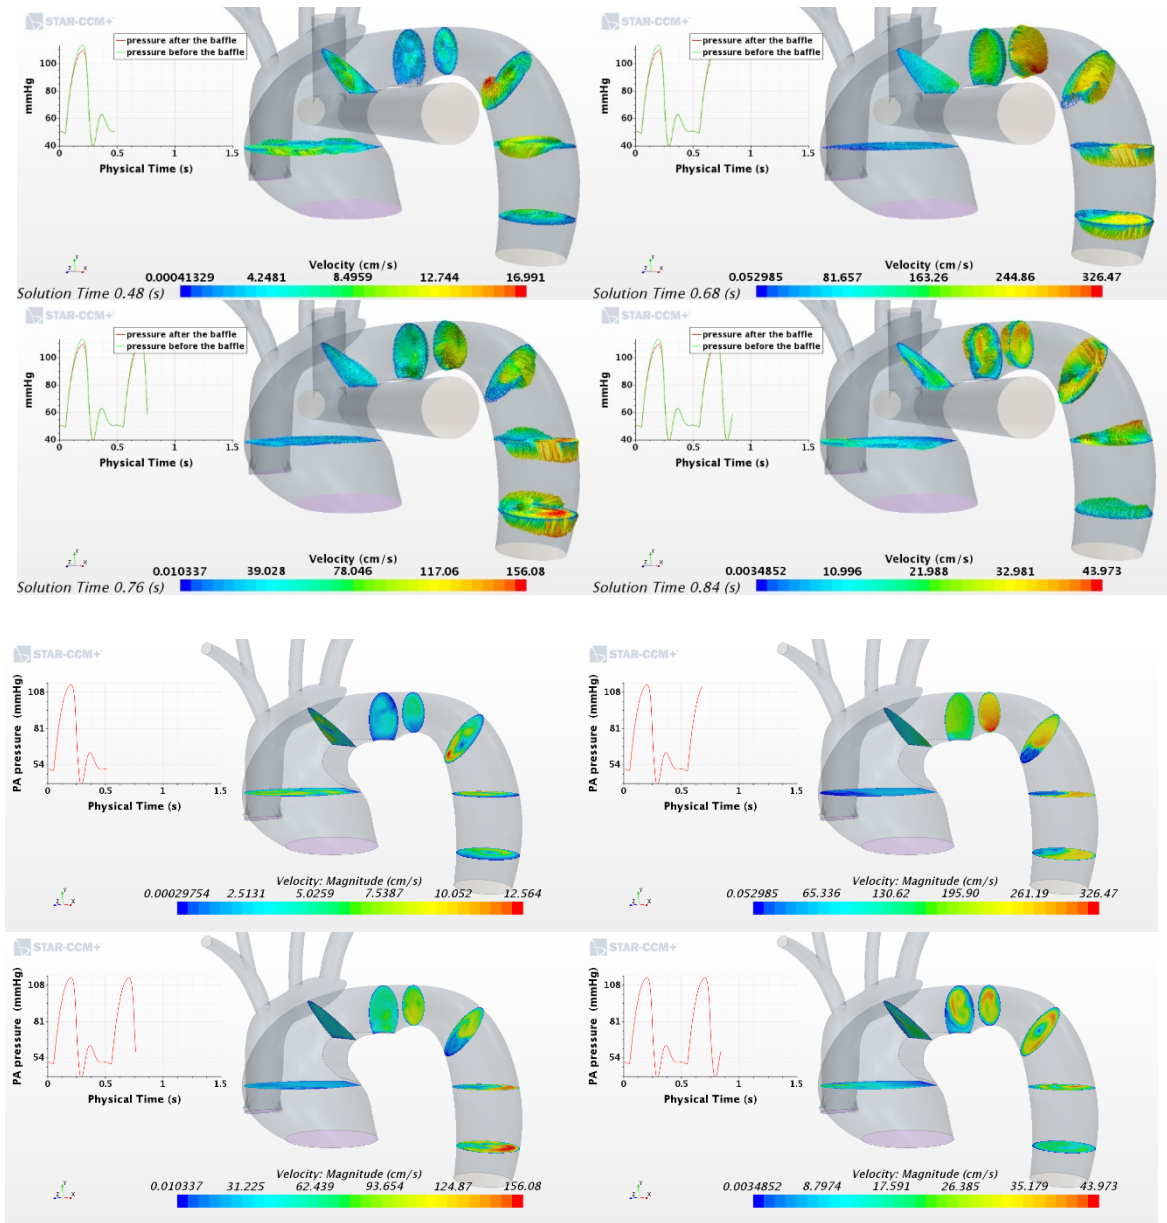 STAR-CCM+
pressure after the baffle
pressure before the baffle
mmHg
100
80
60
40
0 0.5 1 1.5
Physical Time (s)
Velocity (cm/s)
0.00041329 4.2481 8.4959 12.744 16.991
Solution Time 0.48 (s)
STAR-CCM+
pressure after the baffle
pressure before the baffle
mmHg
100
80
60
40
0 0.5 1 1.5
Physical Time (s)
Velocity (cm/s)
0.052985 81.657 163.26 244.86 326.47
Solution Time 0.68 (s)
STAR-CCM+
pressure after the baffle
pressure before the baffle
mmHg
100
80
60
40
0 0.5 1 1.5
Physical Time (s)
Velocity (cm/s)
0.010337 39.028 78.046 117.06 156.08
Solution Time 0.76 (s)
STAR-CCM+
pressure after the baffle
pressure before the baffle
mmHg
100
80
60
40
0 0.5 1 1.5
Physical Time (s)
Velocity (cm/s)
0.0034852 10.996 21.988 32.981 43.973
Solution Time 0.84 (s)
STAR-CCM+
PA pressure (mmHg)
108
81
54
0 0.5 1 1.5
Physical Time (s)
Velocity: Magnitude (cm/s)
0.00029754 2.5131 5.0259 7.5387 10.052 12.564
STAR-CCM+
PA pressure (mmHg)
108
81
54
0 0.5 1 1.5
Physical Time (s)
Velocity: Magnitude (cm/s)
0.052985 65.336 130.62 195.90 261.19 326.47
STAR-CCM+
PA pressure (mmHg)
108
81
54
0 0.5 1 1.5
Physical Time (s)
Velocity: Magnitude (cm/s)
0.010337 31.225 62.439 93.654 124.87 156.08
STAR-CCM+
PA pressure (mmHg)
108
81
54
0 0.5 1 1.5
Physical Time (s)
Velocity: Magnitude (cm/s)
0.0034852 8.7974 17.591 26.385 35.179 43.973